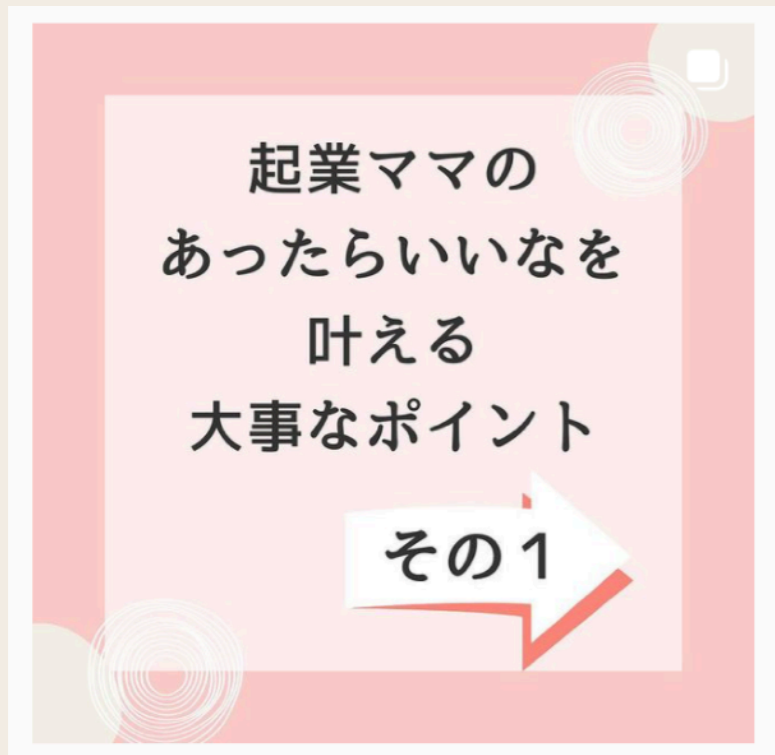 起業ママの
あったらいいなを
叶える
大事なポイント
その1